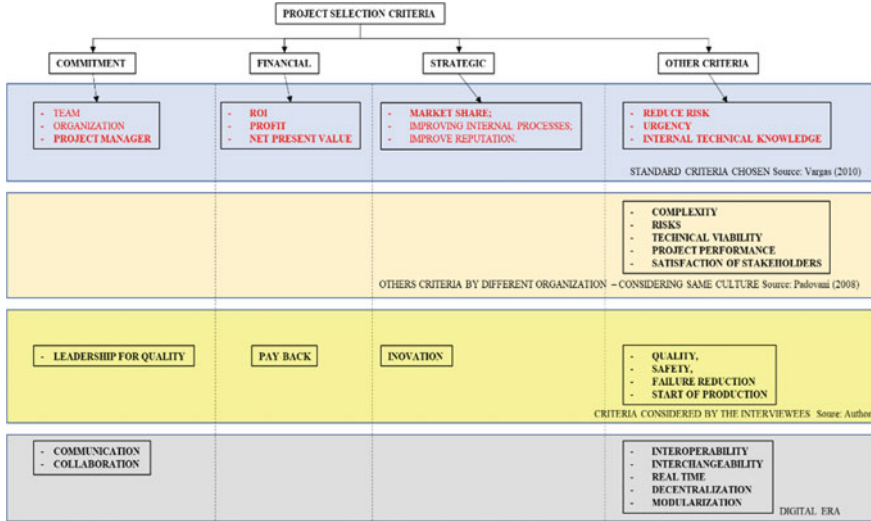 PROJECT SELECTION CRITERIA
COMMITMENT
FINANCIAL
STRATEGIC
OTHER CRITERIA
- TEAM
- ORGANIZATION
- PROJECT MANAGER
- ROI
- PROFIT
- NET PRESENT VALUE
- MARKET SHARE;
- IMPROVING INTERNAL PROCESSES;
- IMPROVE REPUTATION.
- REDUCE RISK
- URGENCY
- INTERNAL TECHNICAL KNOWLEDGE
STANDARD CRITERIA CHOSEN Source: Vargas (2010)
- COMPLEXITY
- RISKS
- TECHNICAL VIABILITY
- PROJECT PERFORMANCE
- SATISFACTION OF STAKEHOLDERS
OTHERS CRITERIA BY DIFFERENT ORGANIZATION – CONSIDERING SAME CULTURE Source: Padovani (2008)
- LEADERSHIP FOR QUALITY
PAY BACK
INOVATION
- QUALITY,
- SAFETY,
- FAILURE REDUCTION
- START OF PRODUCTION
CRITERIA CONSIDERED BY THE INTERVIEWEES Soure: Author
- COMMUNICATION
- COLLABORATION
- INTEROPERABILITY
- INTERCHANGEABILITY
- REAL TIME
- DECENTRALIZATION
- MODULARIZATION
DIGITAL ERA